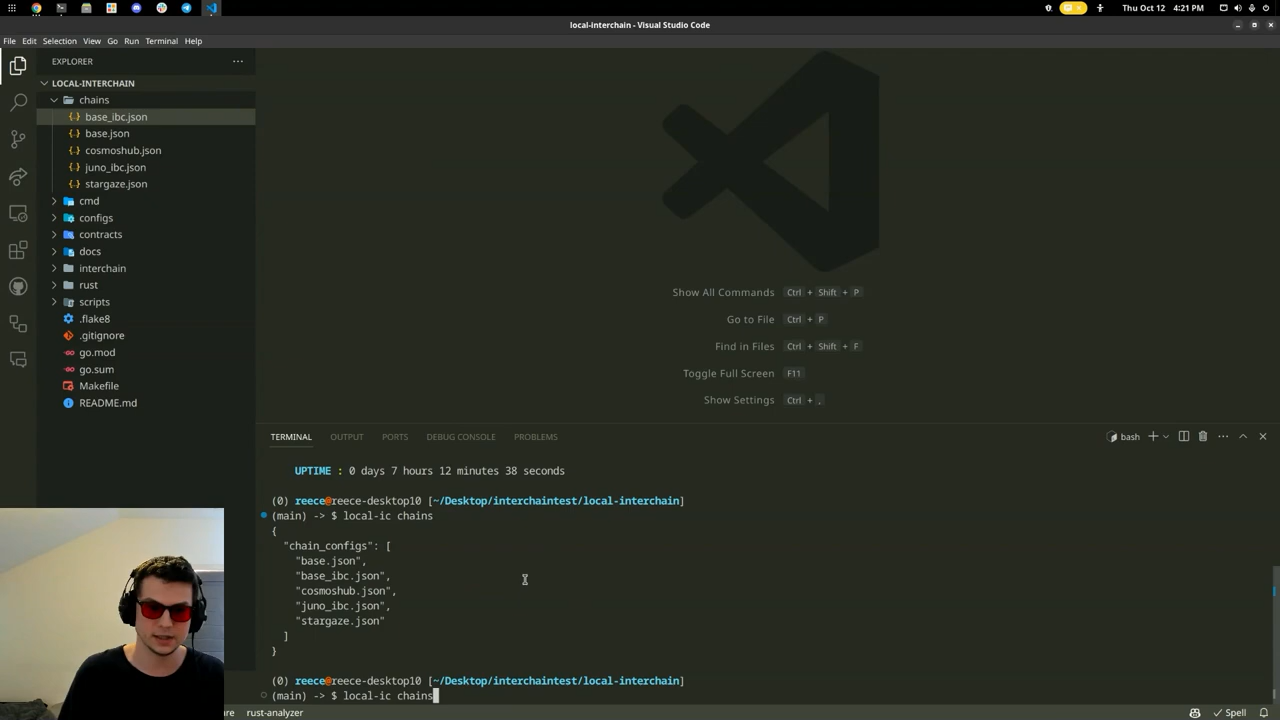 Thu Oct 12 4:21 PM
local-interchain - Visual Studio Code
File Edit Selection View Go Run Terminal Help
EXPLORER
LOCAL-INTERCHAIN
chains
base_ibc.json
base.json
cosmoshub.json
juno_ibc.json
stargaze.json
cmd
configs
contracts
docs
interchain
rust
scripts
.flake8
.gitignore
go.mod
go.sum
Makefile
README.md
Show All Commands Ctrl + Shift + P
Go to File Ctrl + P
Find in Files Ctrl + Shift + F
Toggle Full Screen F11
Show Settings Ctrl + ,
TERMINAL OUTPUT PORTS DEBUG CONSOLE PROBLEMS
bash
UPTIME : 0 days 7 hours 12 minutes 38 seconds
(0) reece@reece-desktop10 [~/Desktop/interchaintest/local-interchain]
(main) -> $ local-ic chains
{
"chain_configs": [
"base.json",
"base_ibc.json",
"cosmoshub.json",
"juno_ibc.json",
"stargaze.json"
]
}
(0) reece@reece-desktop10 [~/Desktop/interchaintest/local-interchain]
(main) -> $ local-ic chains
rust-analyzer
Spell